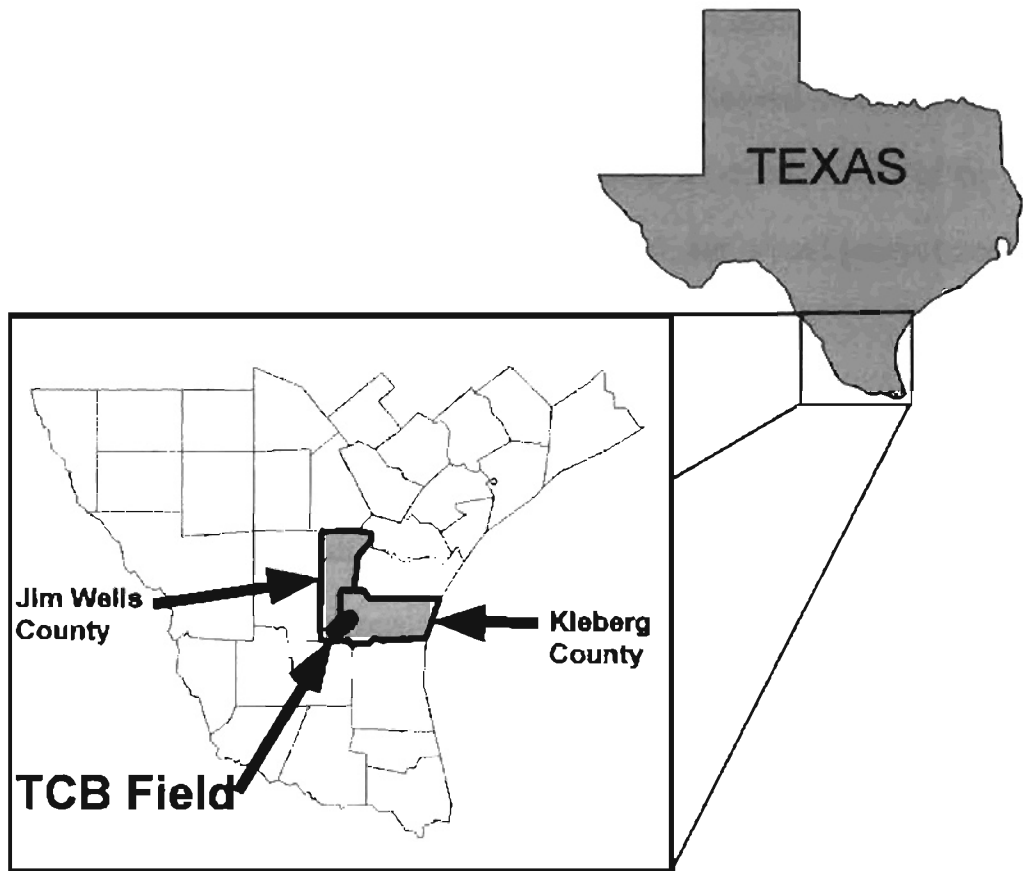 TEXAS
Jim Wells
County
Kleberg
County
TCB Field